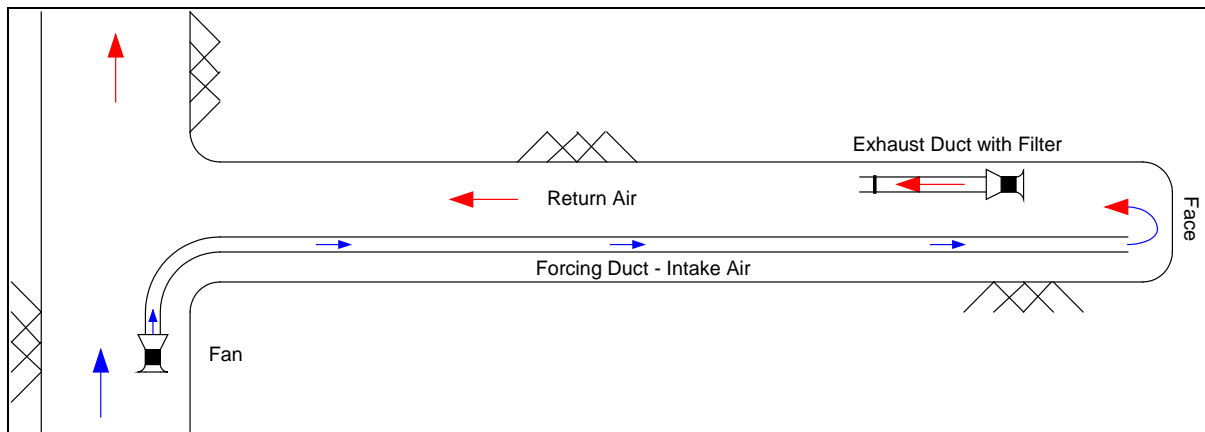 Exhaust Duct with Filter
Return Air
Face
Forcing Duct - Intake Air
Fan